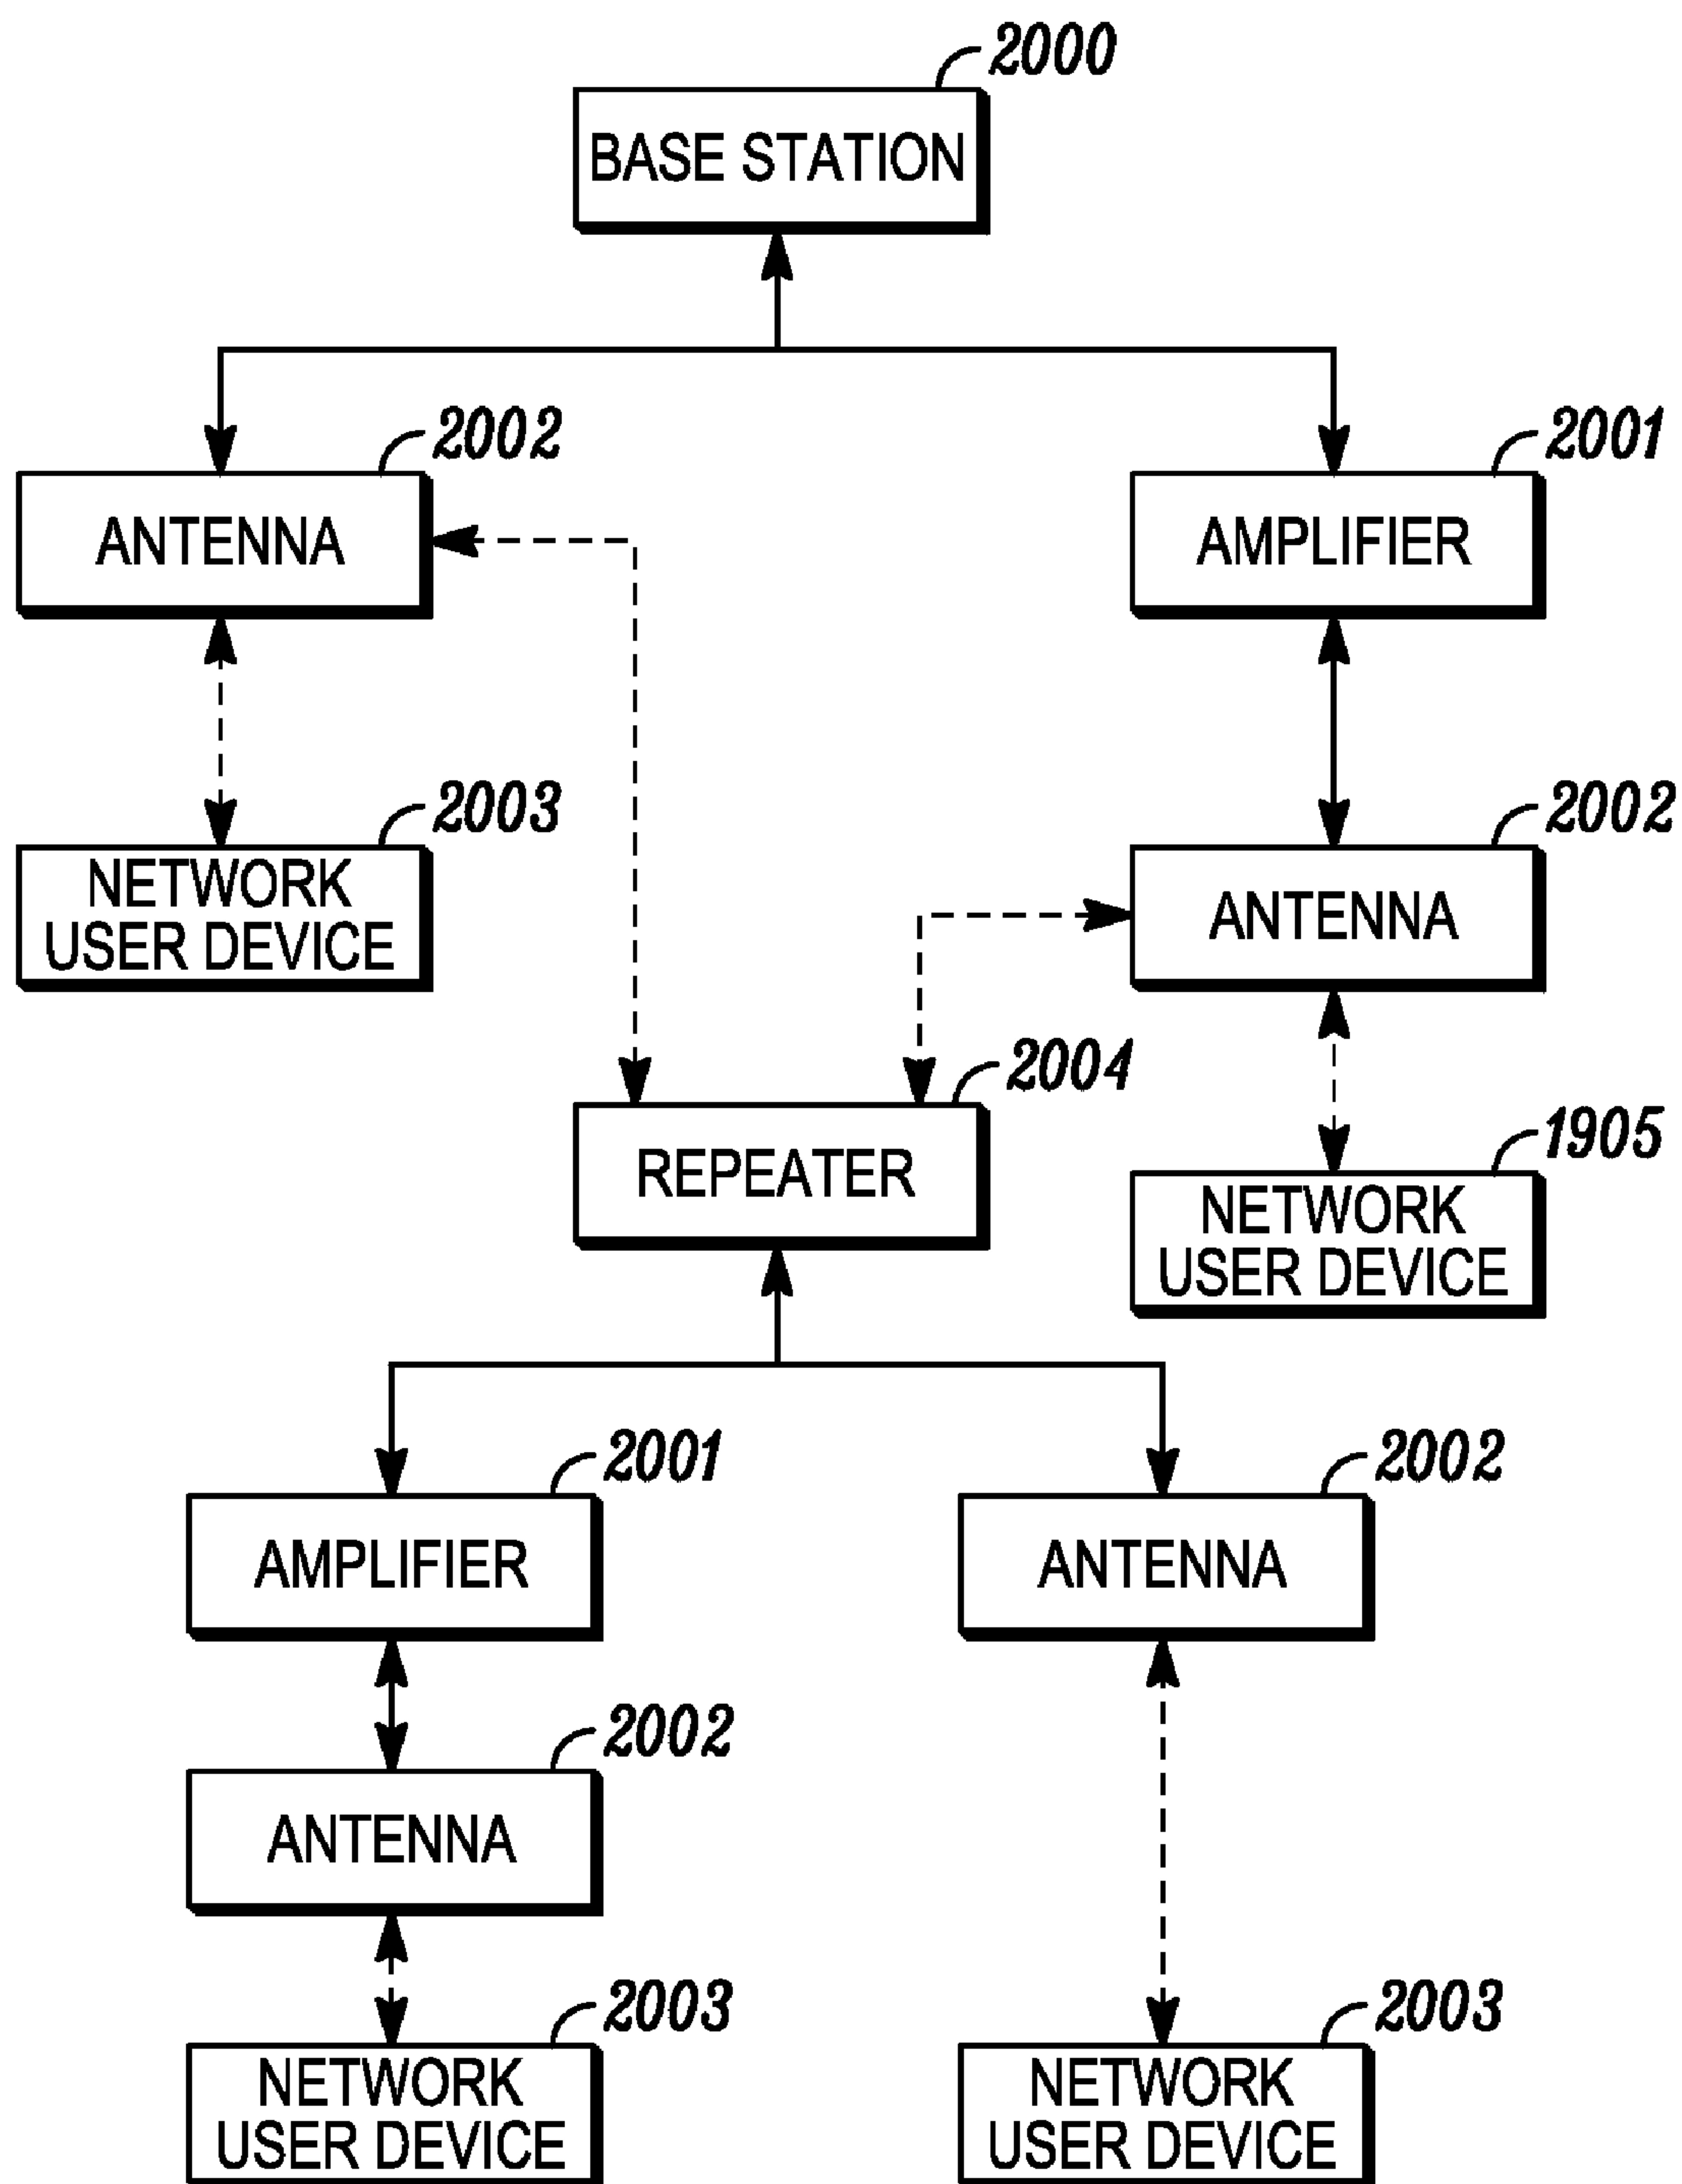 2000
BASE STATION
2002
2001
ANTENNA
AMPLIFIER
2003
2002
NETWORK
USER DEVICE
ANTENNA
2004
1905
REPEATER
NETWORK
USER DEVICE
2001
2002
AMPLIFIER
ANTENNA
2002
ANTENNA
2003
2003
NETWORK
USER DEVICE
NETWORK
USER DEVICE